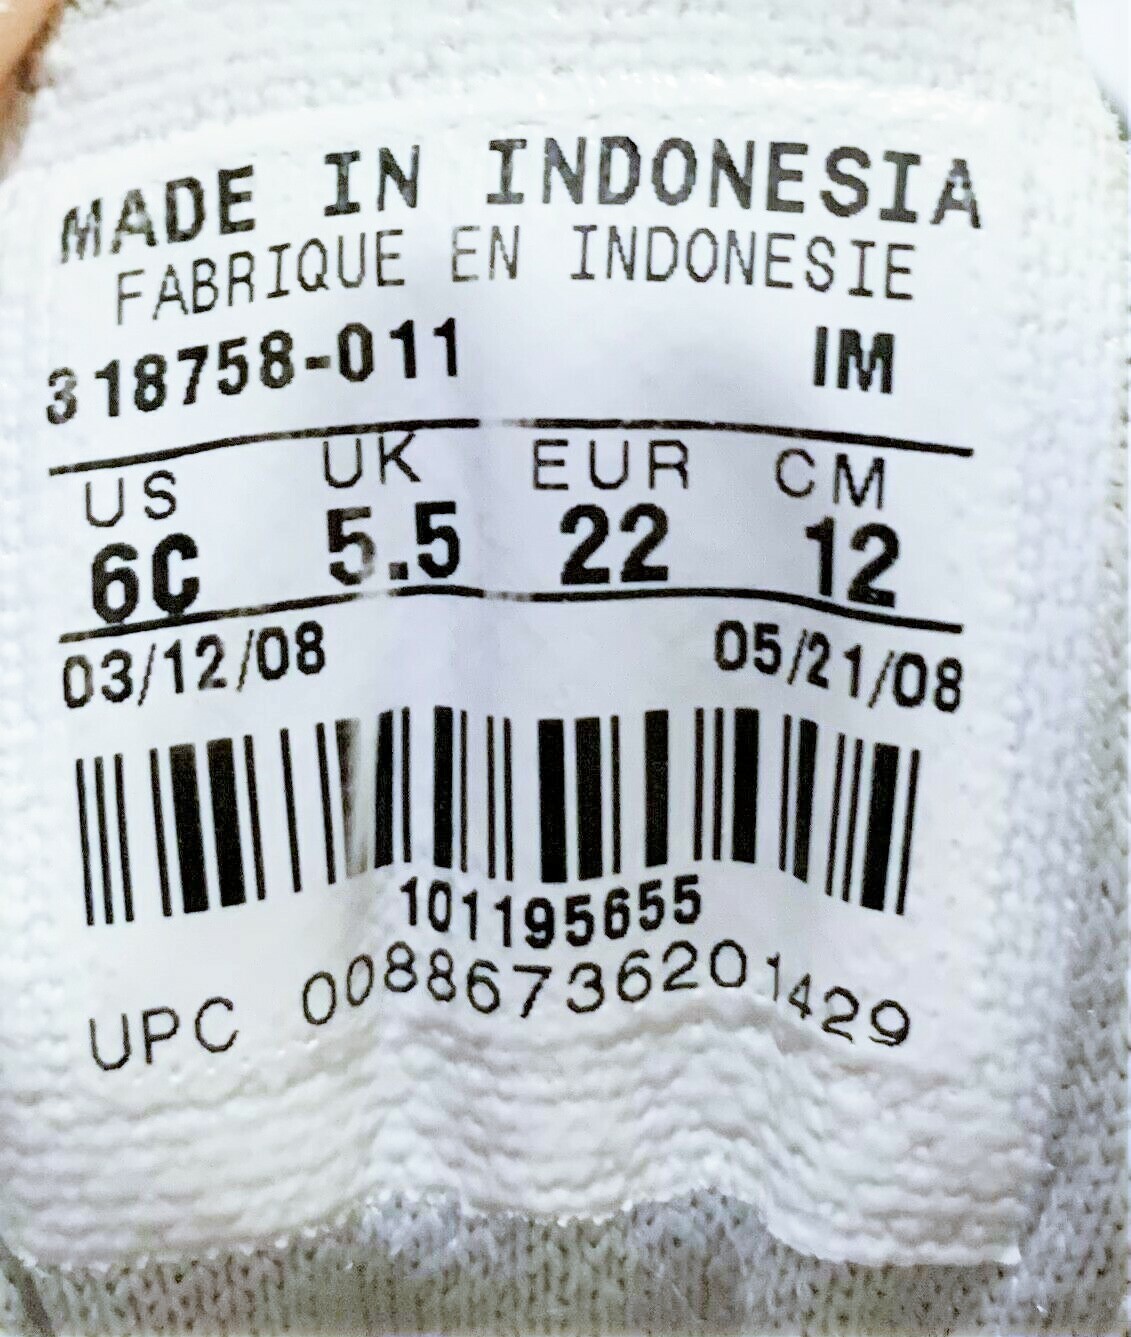 MADE IN INDONESIA
FABRIQUE EN INDONESIE
318758-011 IM
US UK EUR CM
6C 5.5 22 12
03/12/08 05/21/08
101195655
UPC 00886736201429